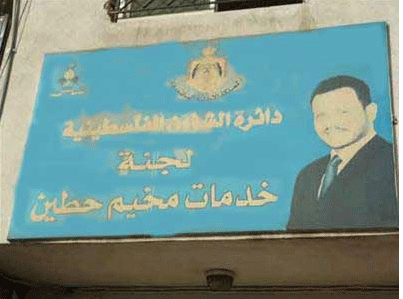 دائرة الشؤون الفلسطينية
لجنة
خدمات مخيم حطين